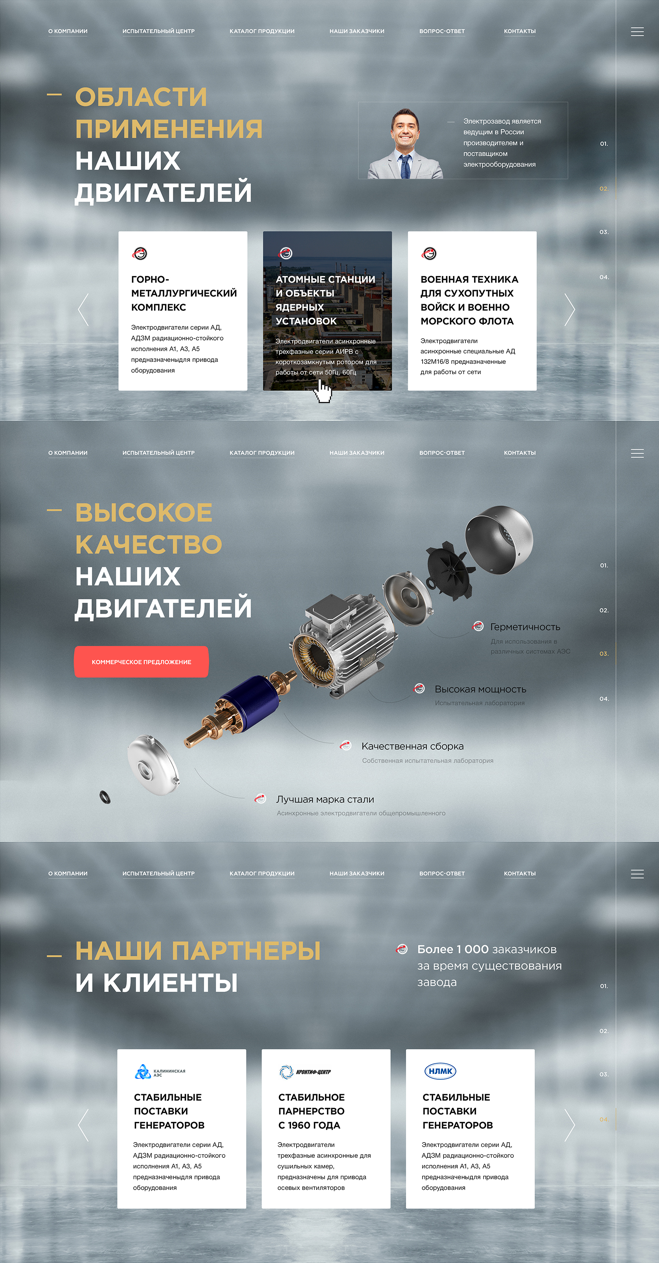 О КОМПАНИИ ИСПЫТАТЕЛЬНЫЙ ЦЕНТР КАТАЛОГ ПРОДУКЦИИ НАШИ ЗАКАЗЧИКИ ВОПРОС-ОТВЕТ КОНТАКТЫ
ОБЛАСТИ
ПРИМЕНЕНИЯ
НАШИХ
ДВИГАТЕЛЕЙ
Электрозавод является
ведущим в России
производителем и
поставщиком
электрооборудования
01.
02.
03.
04.
ГОРНО-
МЕТАЛЛУРГИЧЕСКИЙ
КОМПЛЕКС
Электродвигатели серии АД,
АДЗМ радиационно-стойкого
исполнения А1, А3, А5
предназначеныдля привода
оборудования
АТОМНЫЕ СТАНЦИИ
И ОБЪЕКТЫ
ЯДЕРНЫХ
УСТАНОВОК
Электродвигатели асинхронные
трехфазные серии АИРВ с
короткозамкнутым ротором для
работы от сети 50Гц, 60Гц
ВОЕННАЯ ТЕХНИКА
ДЛЯ СУХОПУТНЫХ
ВОЙСК И ВОЕННО
МОРСКОГО ФЛОТА
Электродвигатели
асинхронные специальные АД
132М16/8 предназначенные
для работы от сети
О КОМПАНИИ ИСПЫТАТЕЛЬНЫЙ ЦЕНТР КАТАЛОГ ПРОДУКЦИИ НАШИ ЗАКАЗЧИКИ ВОПРОС-ОТВЕТ КОНТАКТЫ
ВЫСОКОЕ
КАЧЕСТВО
НАШИХ
ДВИГАТЕЛЕЙ
КОММЕРЧЕСКОЕ ПРЕДЛОЖЕНИЕ
01.
02.
03.
04.
Герметичность
Для использования в
различных системах АЭС.
Высокая мощность
Испытательная лаборатория
Качественная сборка
Собственная испытательная лаборатория
Лучшая марка стали
Асинхронные электродвигатели общепромышленного
О КОМПАНИИ ИСПЫТАТЕЛЬНЫЙ ЦЕНТР КАТАЛОГ ПРОДУКЦИИ НАШИ ЗАКАЗЧИКИ ВОПРОС-ОТВЕТ КОНТАКТЫ
НАШИ ПАРТНЕРЫ
И КЛИЕНТЫ
Более 1 000 заказчиков
за время существования
завода
01.
02.
03.
04.
КАЛИНИНСКАЯ
АЭС
СТАБИЛЬНЫЕ
ПОСТАВКИ
ГЕНЕРАТОРОВ
Электродвигатели серии АД,
АДЗМ радиационно-стойкого
исполнения А1, А3, А5
предназначеныдля привода
оборудования
СТАБИЛЬНОЕ
ПАРНЕРСТВО
С 1960 ГОДА
Электродвигатели
трехфазные асинхронные для
сушильных камер,
предназначены для привода
осевых вентиляторов
НЛМК
СТАБИЛЬНЫЕ
ПОСТАВКИ
ГЕНЕРАТОРОВ
Электродвигатели серии АД,
АДЗМ радиационно-стойкого
исполнения А1, А3, А5
предназначеныдля привода
оборудования